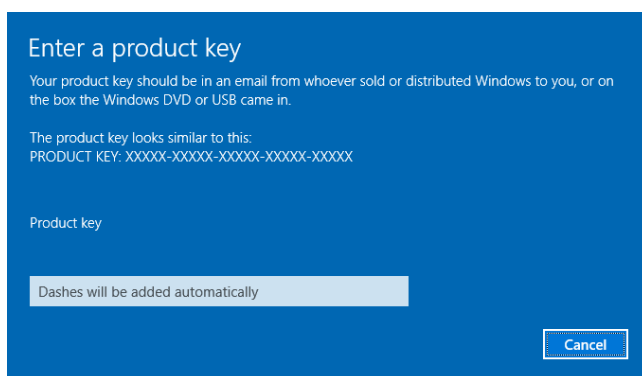 Enter a product key
Your product key should be in an email from whoever sold or distributed Windows to you, or on
the box the Windows DVD or USB came in.
The product key looks similar to this:
PRODUCT KEY: XXXXX-XXXXX-XXXXX-XXXXX-XXXXX
Product key
Dashes will be added automatically
Cancel